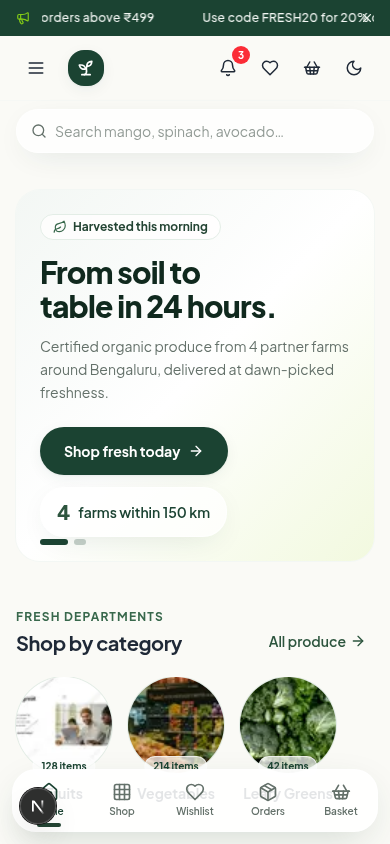 orders above ₹499 Use code FRESH20 for 20%
3
Search mango, spinach, avocado...
Harvested this morning
From soil to
table in 24 hours.
Certified organic produce from 4 partner farms
around Bengaluru, delivered at dawn-picked
freshness.
Shop fresh today
4 farms within 150 km
FRESH DEPARTMENTS
Shop by category
All produce
128 items
214 items
42 items
Vegetables
Leafy Greens
N
Shop
Wishlist
Orders
Basket